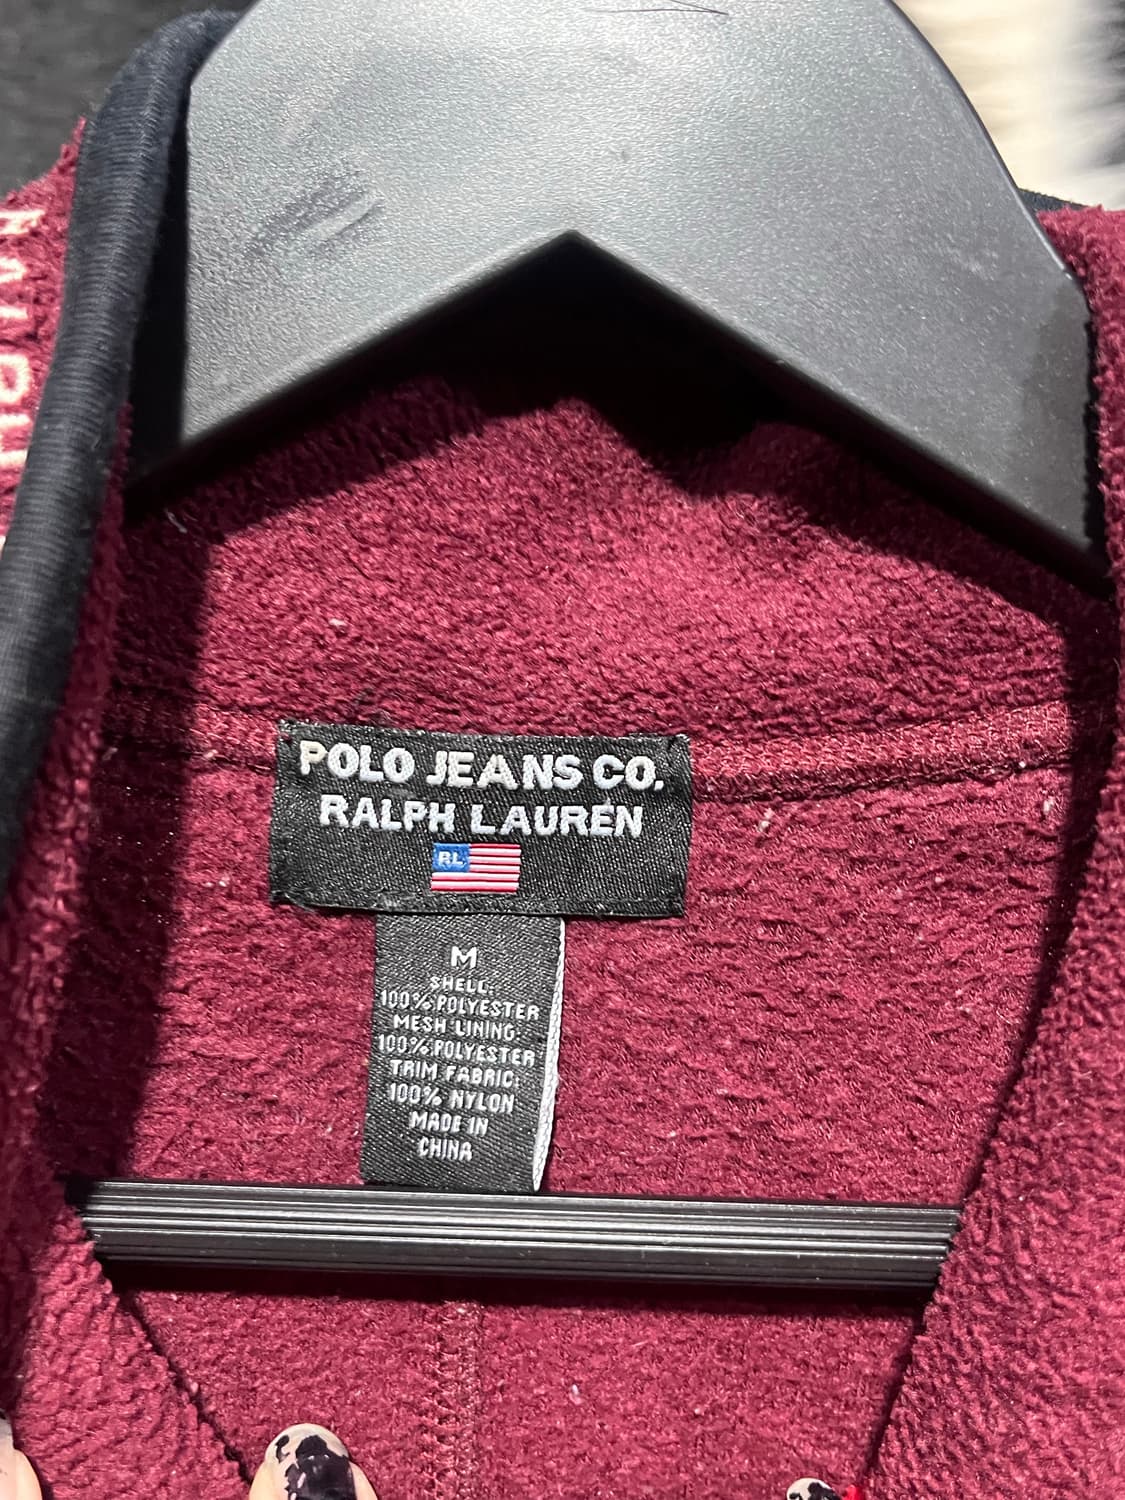 POLO JEANS CO.
RALPH LAUREN
RL
M
SHELL:
100% POLYESTER
MESH LINING:
100% POLYESTER
TRIM FABRIC:
100% NYLON
MADE IN
CHINA